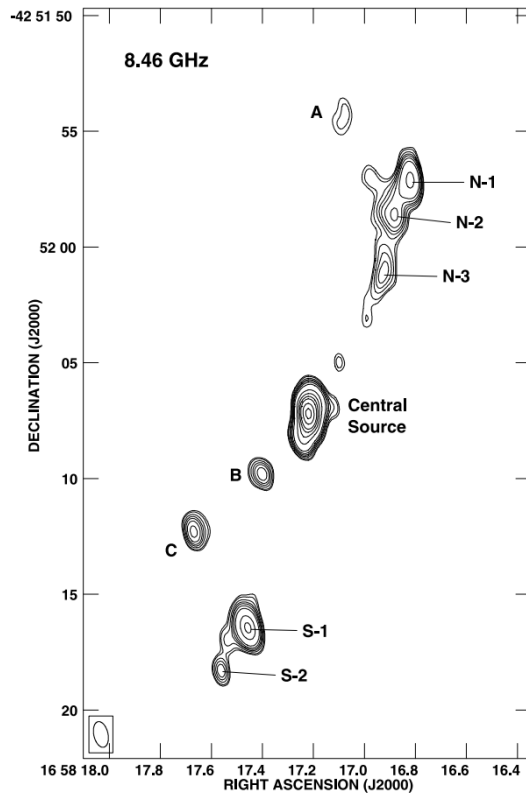 -42 51 50
8.46 GHz
A
55
N-1
N-2
52 00
N-3
DECLINATION (J2000)
05
Central
Source
B
10
C
15
S-1
S-2
20
16 58 18.0 17.8 17.6 17.4 17.2 17.0 16.8 16.6 16.4
RIGHT ASCENSION (J2000)